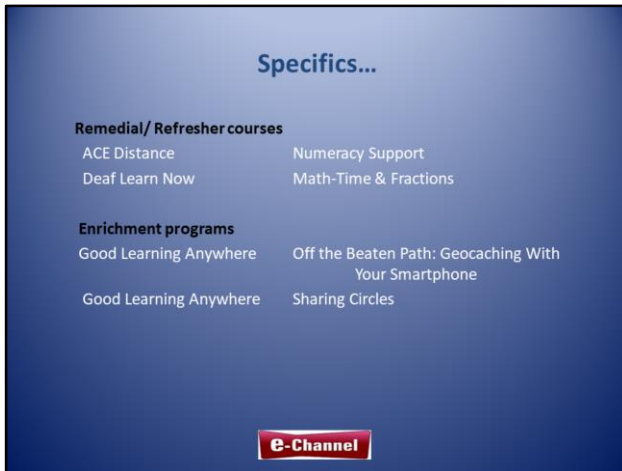 Specifics...
Remedial/ Refresher courses
ACE Distance Numeracy Support
Deaf Learn Now Math-Time & Fractions
Enrichment programs
Good Learning Anywhere Off the Beaten Path: Geocaching With
Your Smartphone
Good Learning Anywhere Sharing Circles
e-Channel